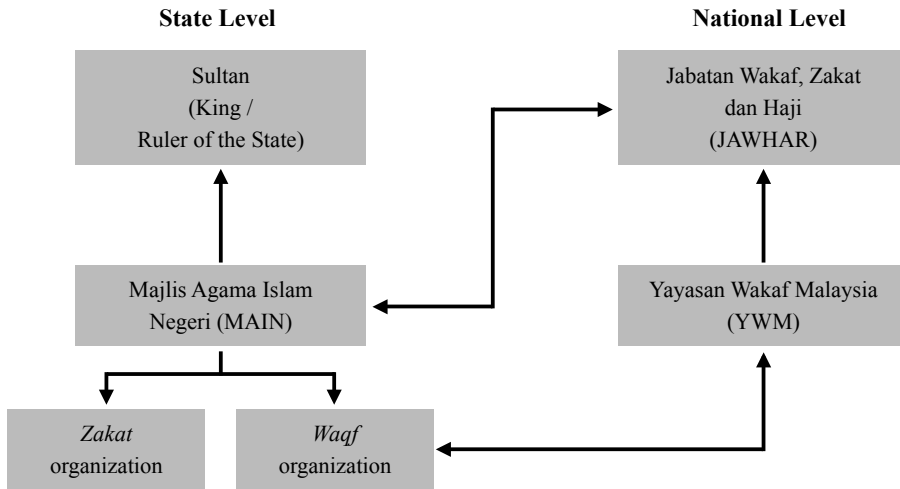 State Level
National Level
Sultan
(King /
Ruler of the State)
Jabatan Wakaf, Zakat
dan Haji
(JAWHAR)
Majlis Agama Islam
Negeri (MAIN)
Yayasan Wakaf Malaysia
(YWM)
Zakat
organization
Waqf
organization